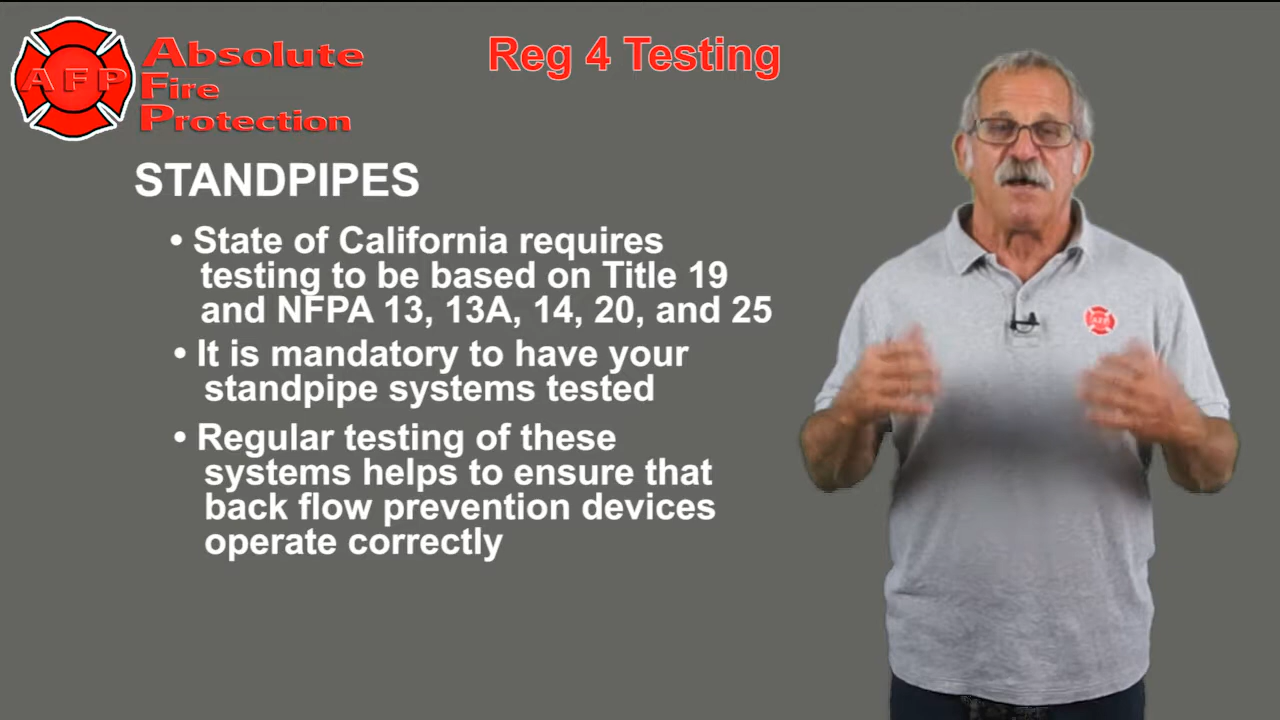 AFP
Absolute
Fire
Protection
Reg 4 Testing
STANDPIPES
• State of California requires
testing to be based on Title 19
and NFPA 13, 13A, 14, 20, and 25
• It is mandatory to have your
standpipe systems tested
• Regular testing of these
systems helps to ensure that
back flow prevention devices
operate correctly
AFP